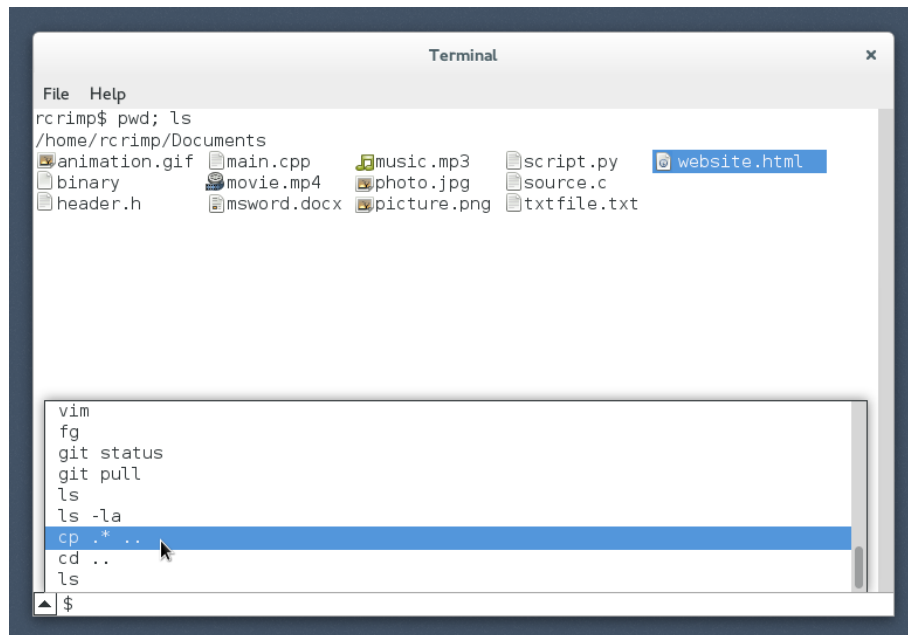 Terminal
File Help
rcrimp$ pwd; ls
/home/rcrimp/Documents
animation.gif main.cpp music.mp3 script.py website.html
binary movie.mp4 photo.jpg source.c
header.h msword.docx picture.png txtfile.txt
vim
fg
git status
git pull
ls
ls -la
cp .* ..
cd ..
ls
$